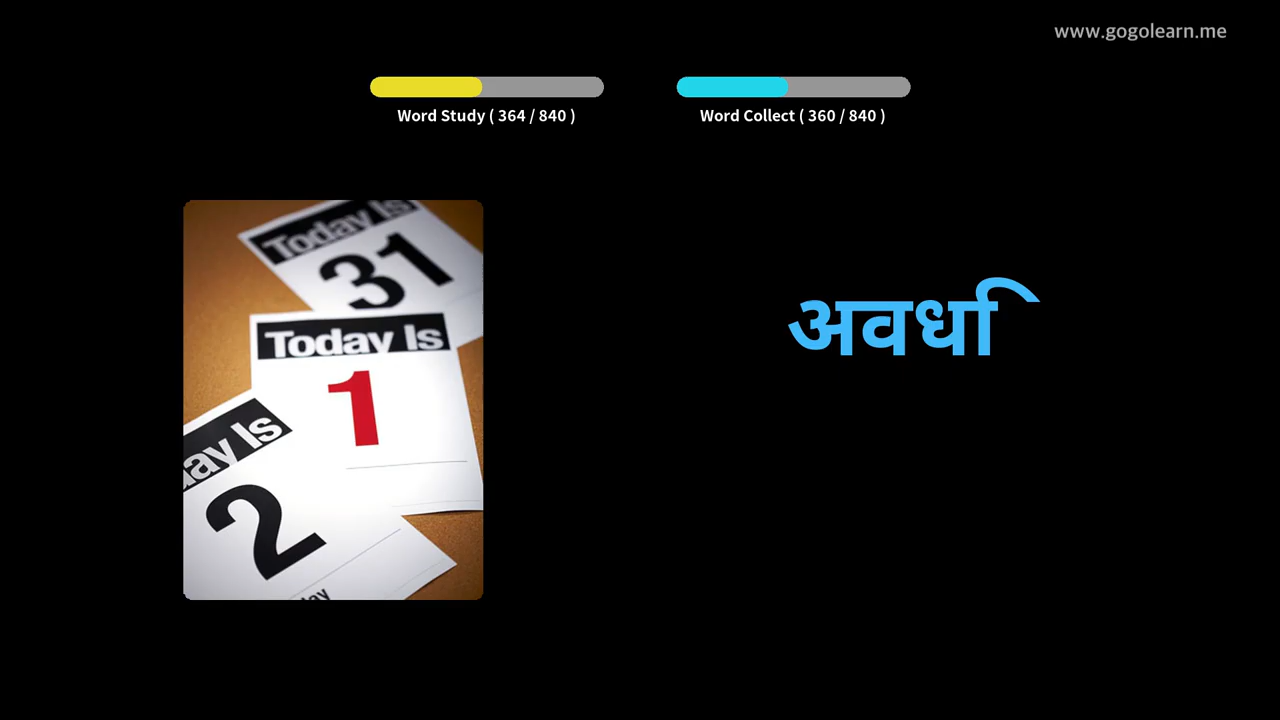 www.gogolearn.me
Word Study ( 364 / 840 )
Word Collect ( 360 / 840 )
Today Is
31
Today Is
1
ay Is
2
अवधि